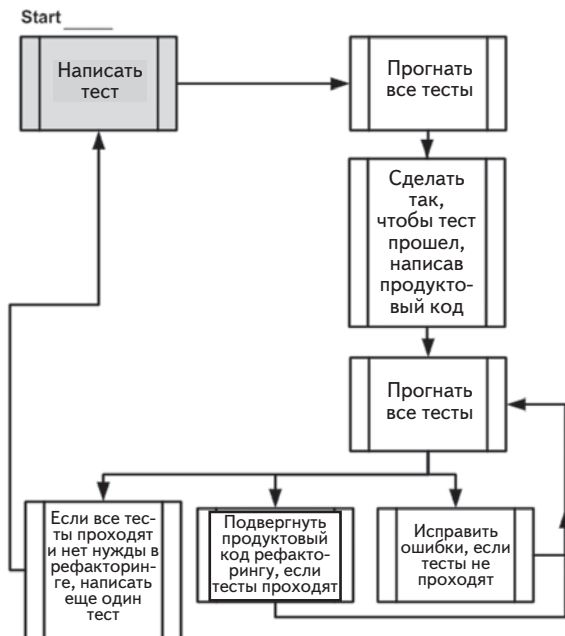 Start
Написать
тест
Прогнать
все тесты
Сделать
так,
чтобы тест
прошел,
написав
продукто-
вый код
Прогнать
все тесты
Если все тес-
ты проходят
и нет нужды в
рефакторин-
ге, написать
еще один
тест
Подвергнуть
продуктовый
код рефакто-
рингу, если
тесты проходят
Исправить
ошибки, если
тесты не
проходят